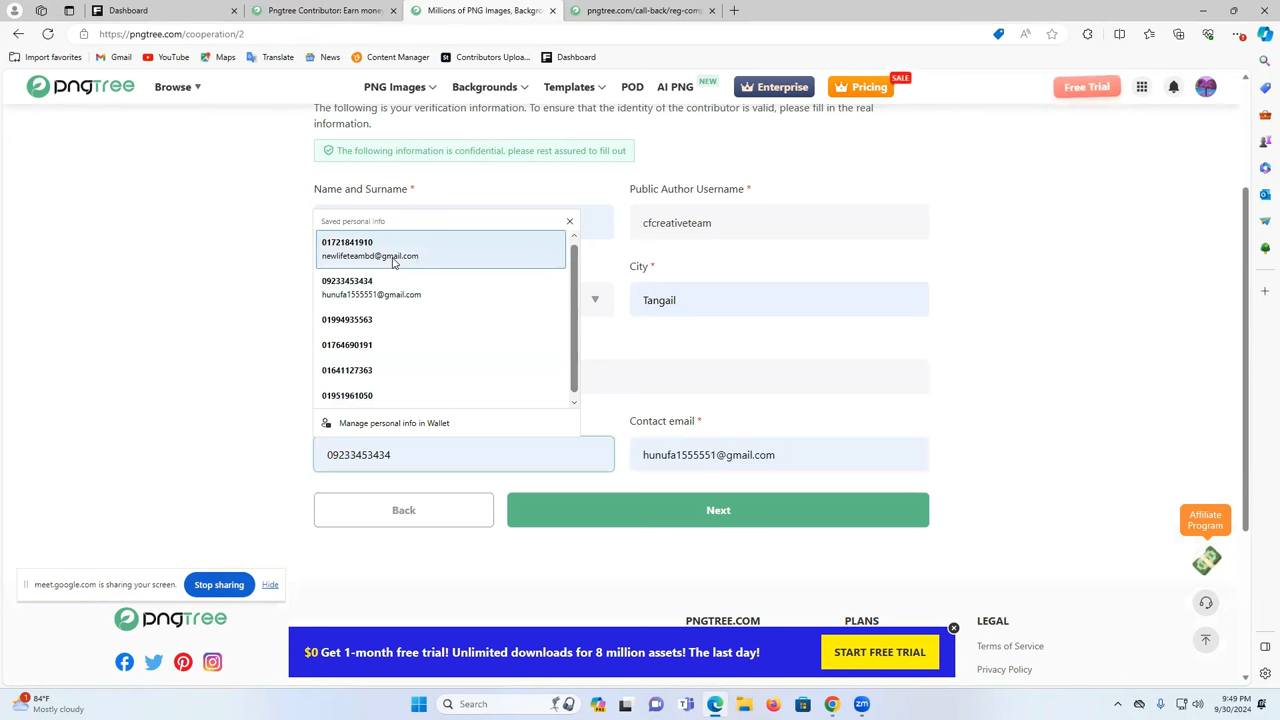 Dashboard
Pngtree Contributor: Earn money
Millions of PNG Images, Backgro
pngtree.com/call-back/reg-comp
https://pngtree.com/cooperation/2
Import favorites
Gmail
YouTube
Maps
Translate
News
Content Manager
Contributors Uploa...
Dashboard
pngtree
Browse
PNG Images
Backgrounds
Templates
POD
AI PNG
NEW
Enterprise
Pricing
SALE
Free Trial
The following is your verification information. To ensure that the identity of the contributor is valid, please fill in the real
information.
The following information is confidential, please rest assured to fill out
Name and Surname *
Public Author Username *
Saved personal info
cfcreativeteam
01721841910
newlifeteambd@gmail.com
City *
09233453434
hunufa1555551@gmail.com
Tangail
01994935563
01764690191
01641127363
01951961050
Manage personal info in Wallet
Contact email *
09233453434
hunufa1555551@gmail.com
Back
Next
Affiliate
Program
meet.google.com is sharing your screen.
Stop sharing
Hide
pngtree
PNGTREE.COM
PLANS
LEGAL
Terms of Service
Privacy Policy
$0 Get 1-month free trial! Unlimited downloads for 8 million assets! The last day!
START FREE TRIAL
1
84°F
Mostly cloudy
Search
zm
9:49 PM
9/30/2024